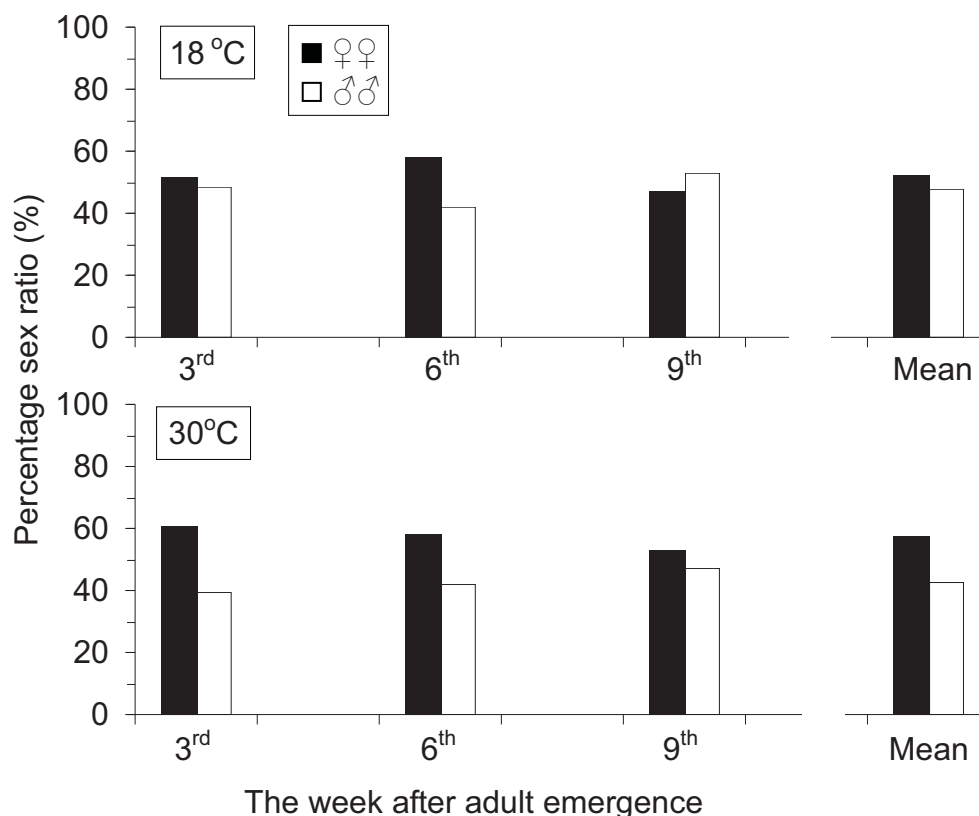 Percentage sex ratio (%)
18 °C
♀♀
♂♂
100
80
60
40
20
0
3rd 6th 9th Mean
30°C
100
80
60
40
20
0
3rd 6th 9th Mean
The week after adult emergence